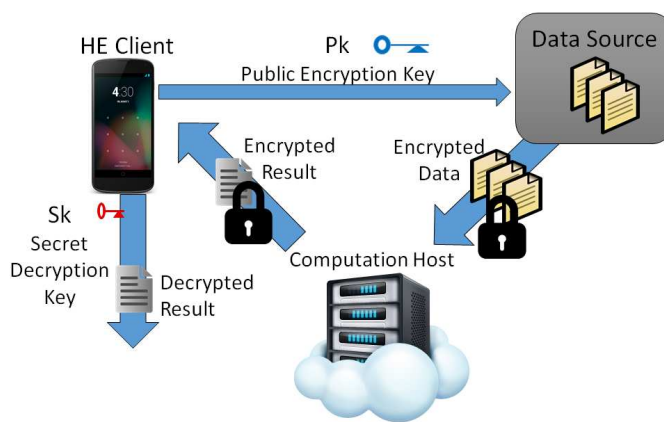 HE Client
Pk
Public Encryption Key
Data Source
4:30
Encrypted
Result
Encrypted
Data
Sk
Secret
Decryption
Key
Decrypted
Result
Computation Host